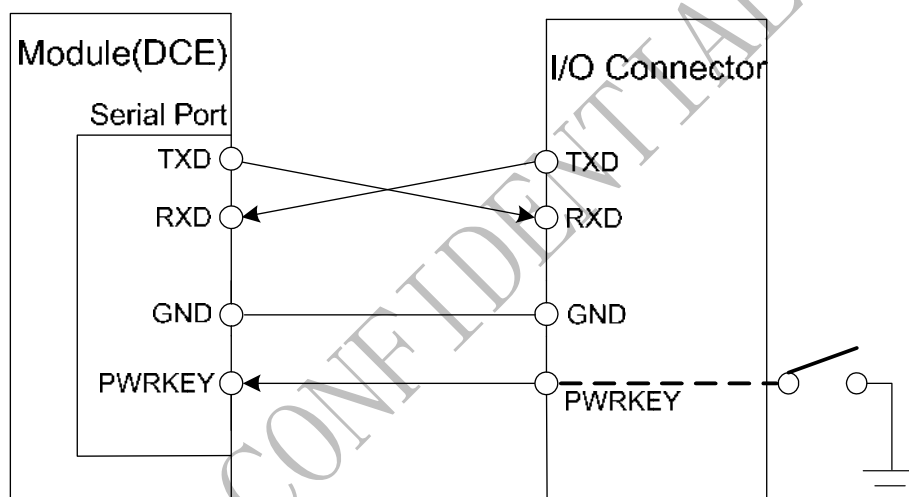 Module(DCE)
I/O Connector
Serial Port
TXD
TXD
RXD
RXD
GND
GND
PWRKEY
PWRKEY
CONFIDENTIAL